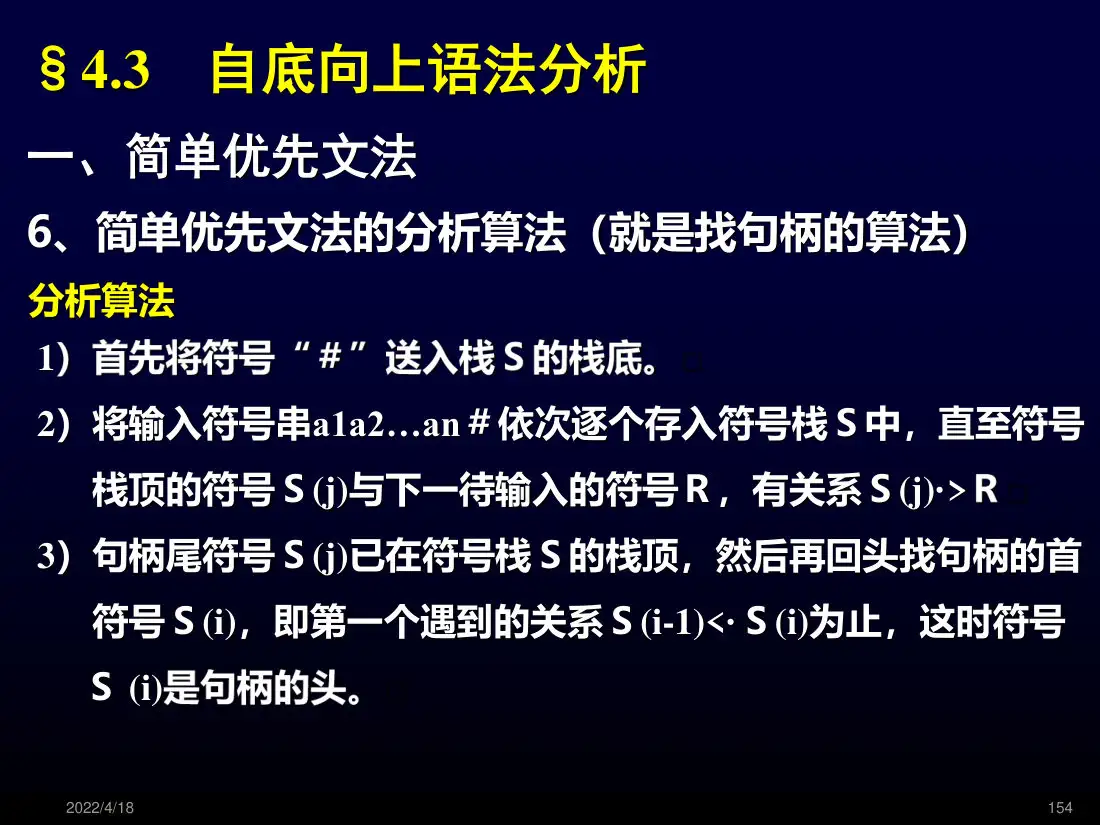 §4.3 自底向上语法分析
一、简单优先文法
6、简单优先文法的分析算法（就是找句柄的算法）
分析算法
1）首先将符号“＃”送入栈S的栈底。
2）将输入符号串a1a2…an＃依次逐个存入符号栈S中，直至符号
栈顶的符号S(j)与下一待输入的符号R，有关系S(j)·>R
3）句柄尾符号S(j)已在符号栈S的栈顶，然后再回头找句柄的首
符号S(i)，即第一个遇到的关系S(i-1)<· S(i)为止，这时符号
S (i)是句柄的头。
2022/4/18
154